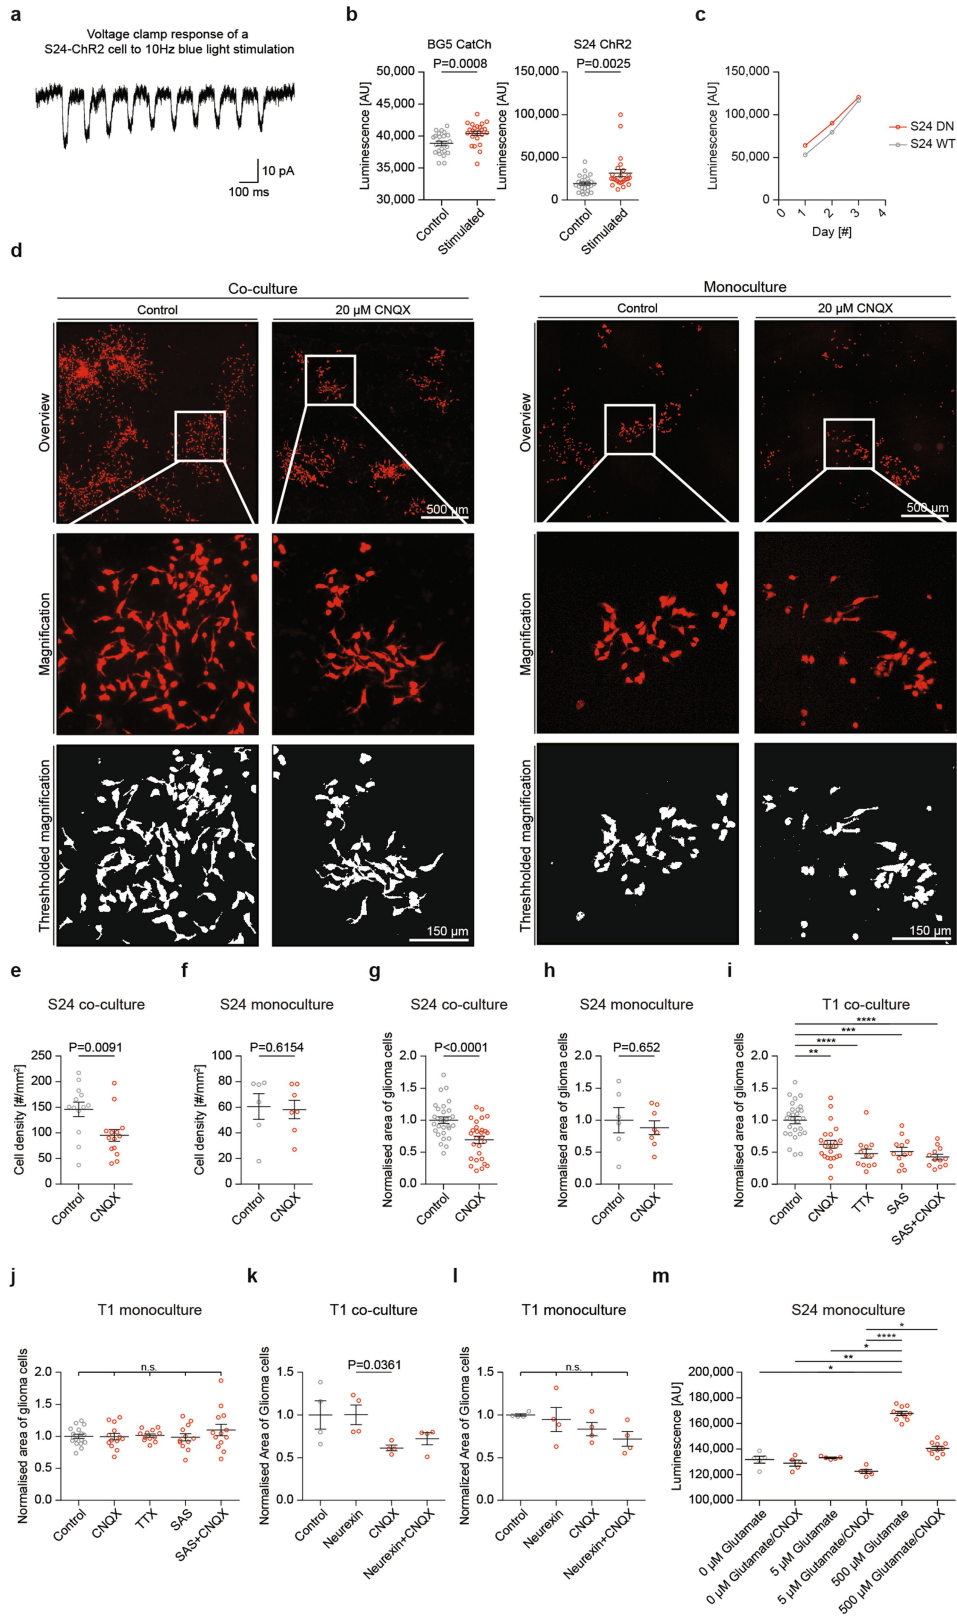 a
Voltage clamp response of a
S24-ChR2 cell to 10Hz blue light stimulation
10 pA
100 ms
b
BG5 CatCh
P=0.0008
Luminescence [AU]
50,000
45,000
40,000
35,000
30,000
Control
Stimulated
S24 ChR2
P=0.0025
Luminescence [AU]
150,000
100,000
50,000
0
Control
Stimulated
c
Luminescence [AU]
150,000
100,000
50,000
0
0 1 2 3 4
Day [#]
S24 DN
S24 WT
d
Co-culture
Control
20 µM CNQX
Monoculture
Control
20 µM CNQX
Overview
500 µm
Overview
500 µm
Magnification
Magnification
Threshholded magnification
150 µm
Threshholded magnification
150 µm
e
S24 co-culture
P=0.0091
Cell density [#/mm²]
250
200
150
100
50
0
Control
CNQX
f
S24 monoculture
P=0.6154
Cell density [#/mm²]
100
80
60
40
20
0
Control
CNQX
g
S24 co-culture
P<0.0001
Normalised area of glioma cells
2.0
1.5
1.0
0.5
0.0
Control
CNQX
h
S24 monoculture
P=0.652
Normalised area of glioma cells
2.0
1.5
1.0
0.5
0.0
Control
CNQX
i
T1 co-culture
****
***
****
**
Normalised area of glioma cells
2.0
1.5
1.0
0.5
0.0
Control
CNQX
TTX
SAS
SAS+CNQX
j
T1 monoculture
n.s.
Normalised area of glioma cells
2.0
1.5
1.0
0.5
0.0
Control
CNQX
TTX
SAS
SAS+CNQX
k
T1 co-culture
P=0.0361
Normalised Area of Glioma cells
1.5
1.0
0.5
0.0
Control
Neurexin
CNQX
Neurexin+CNQX
l
T1 monoculture
n.s.
Normalized Area of Glioma cells
1.5
1.0
0.5
0.0
Control
Neurexin
CNQX
Neurexin+CNQX
m
S24 monoculture
*
****
*
**
*
Luminescence [AU]
200,000
180,000
160,000
140,000
120,000
100,000
0 µM Glutamate
0 µM Glutamate/CNQX
5 µM Glutamate
5 µM Glutamate/CNQX
500 µM Glutamate
500 µM Glutamate/CNQX